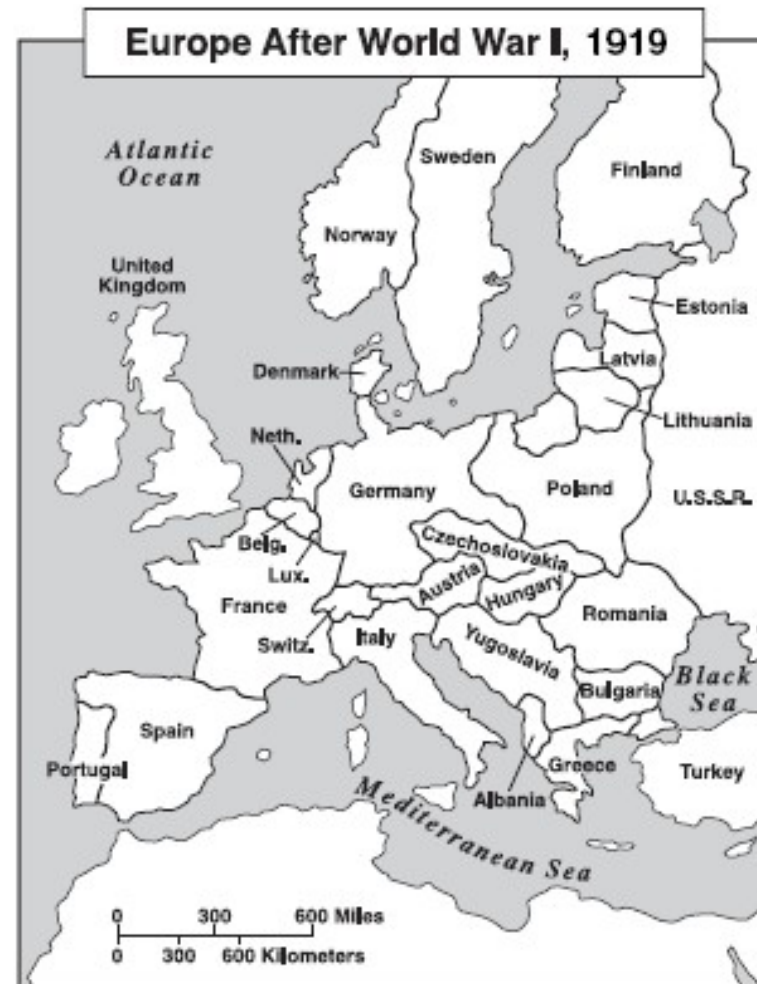 Europe After World War I, 1919
Atlantic
Ocean
Sweden
Finland
Norway
United
Kingdom
Estonia
Latvia
Denmark
Lithuania
Neth.
Germany
Poland
U.S.S.R.
Belg.
Czechoslovakia
Lux.
Austria
Hungary
France
Romania
Switz.
Italy
Yugoslavia
Black
Sea
Bulgaria
Spain
Portugal
Greece
Turkey
Albania
Mediterranean Sea
0 300 600 Miles
0 300 600 Kilometers